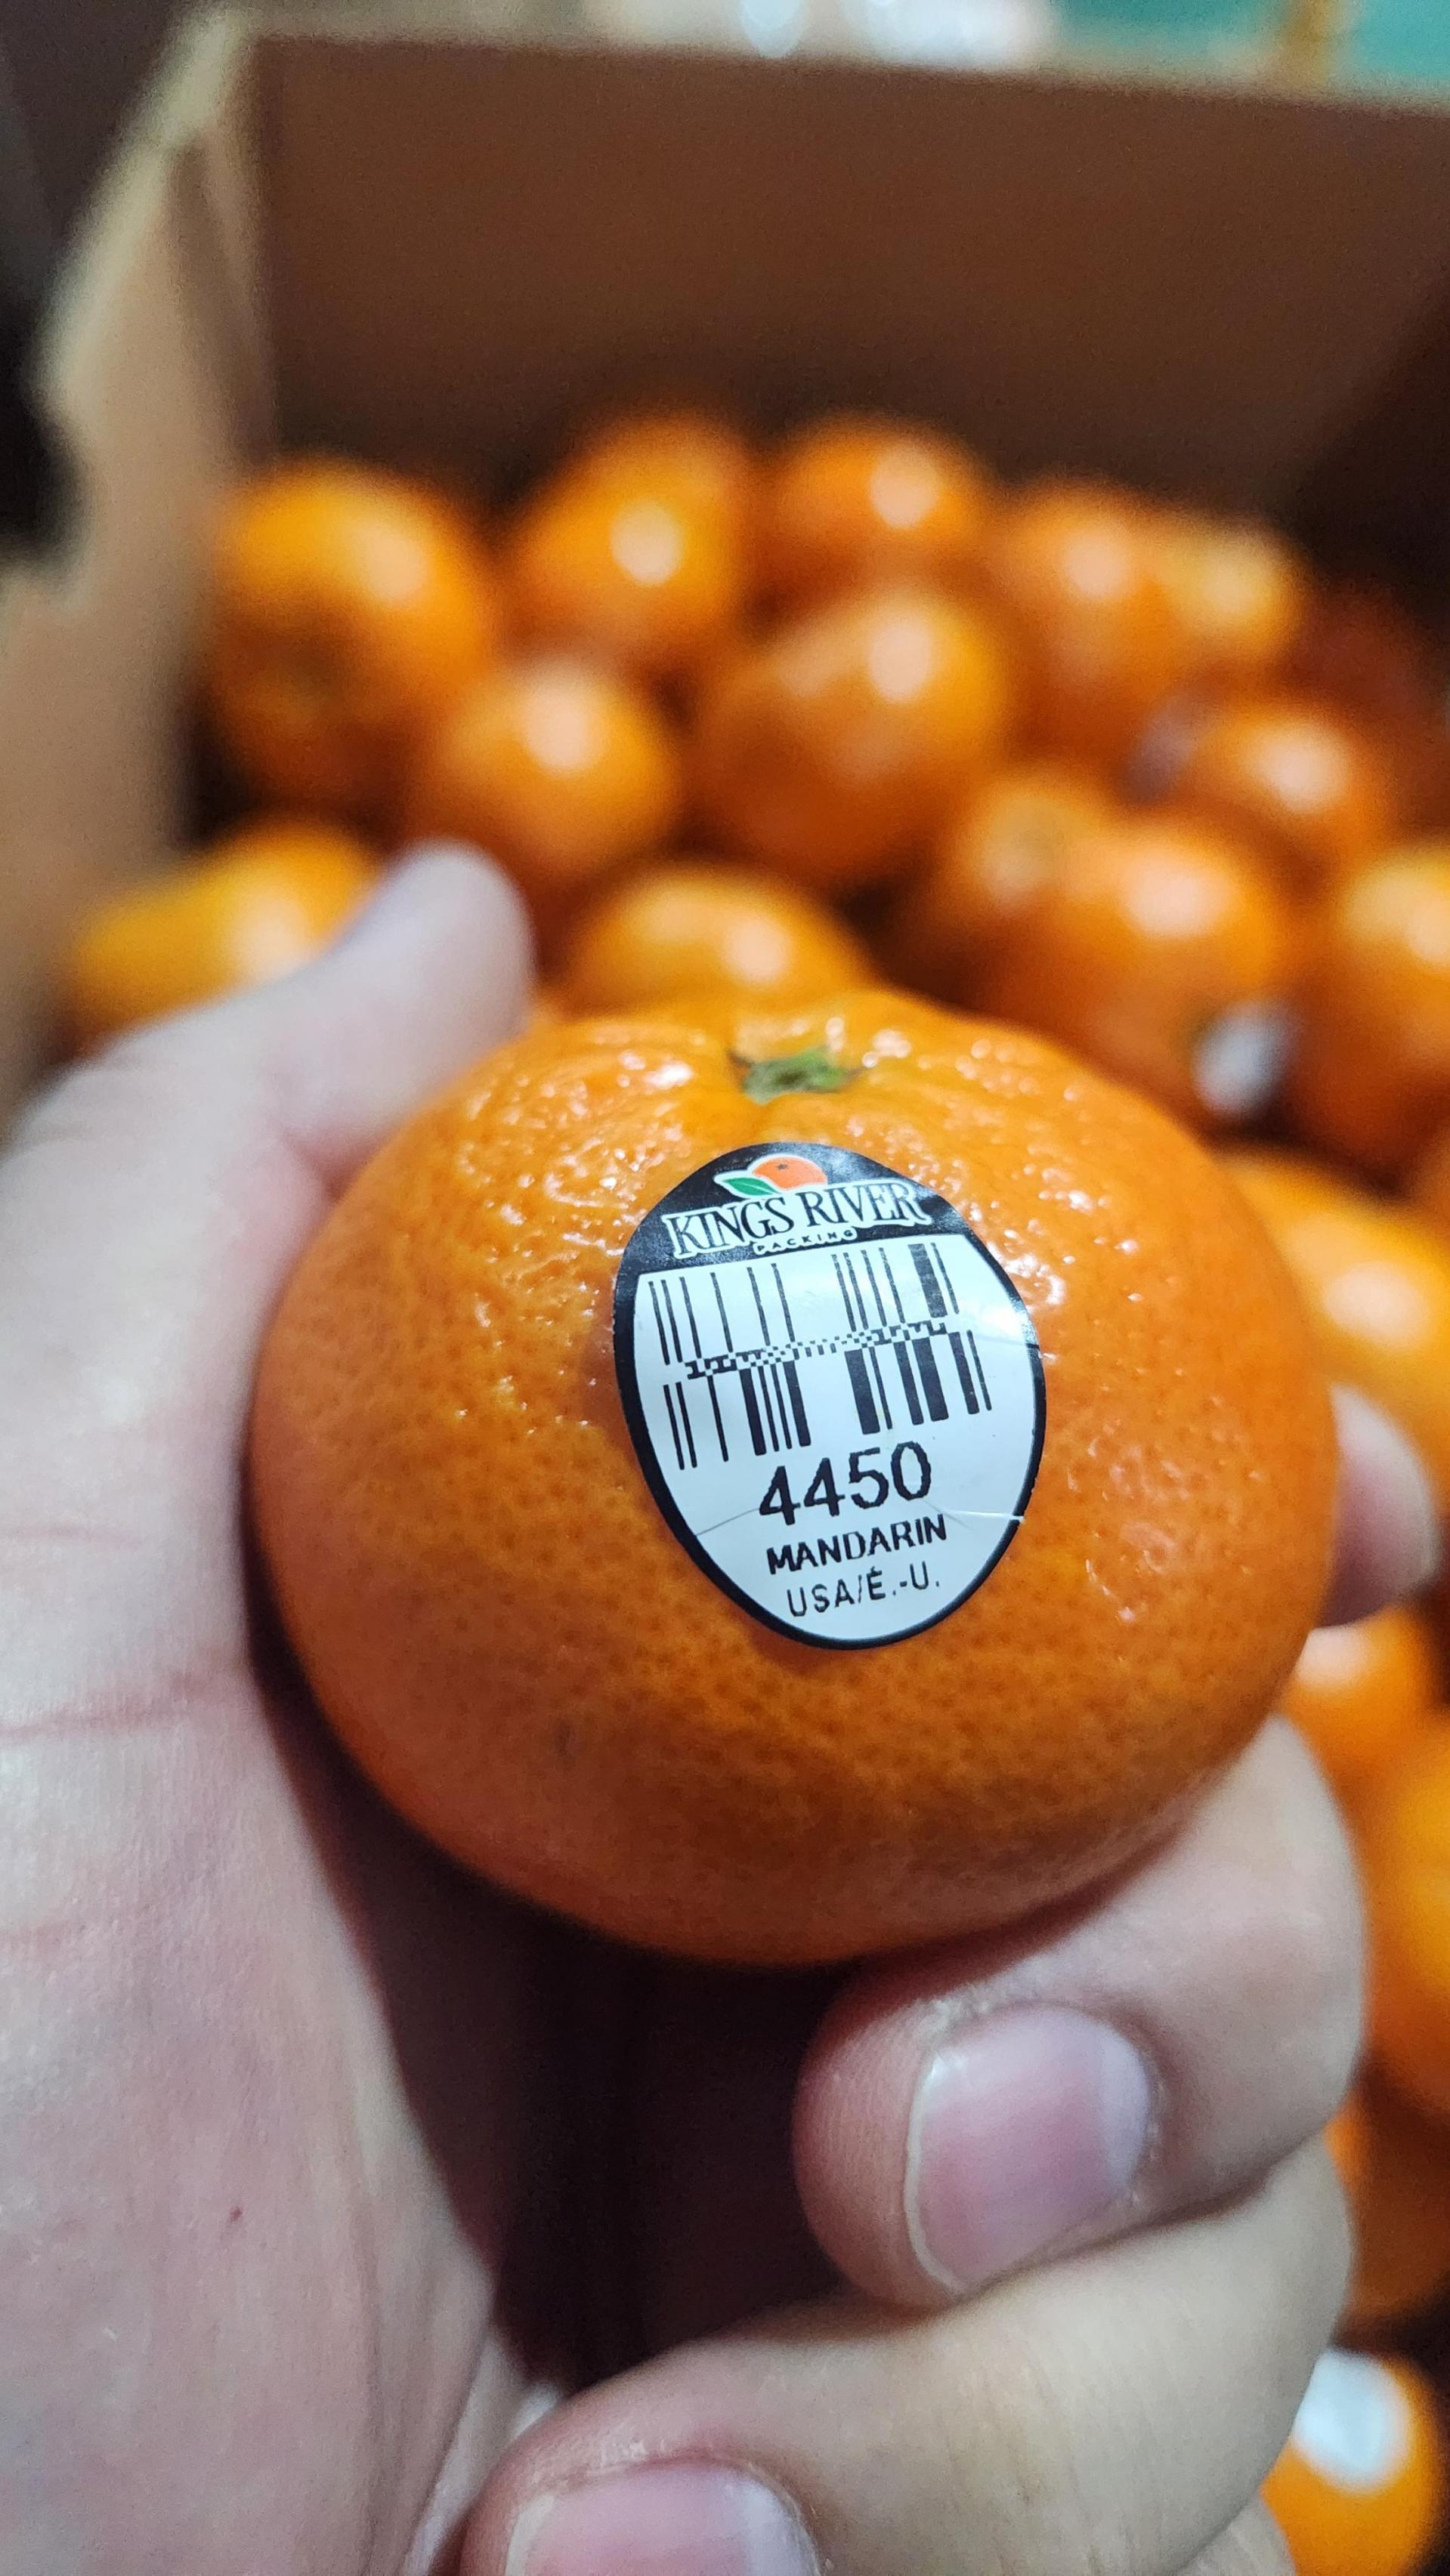 KINGS RIVER
PACKING
4450
MANDARIN
USA/É.-U.